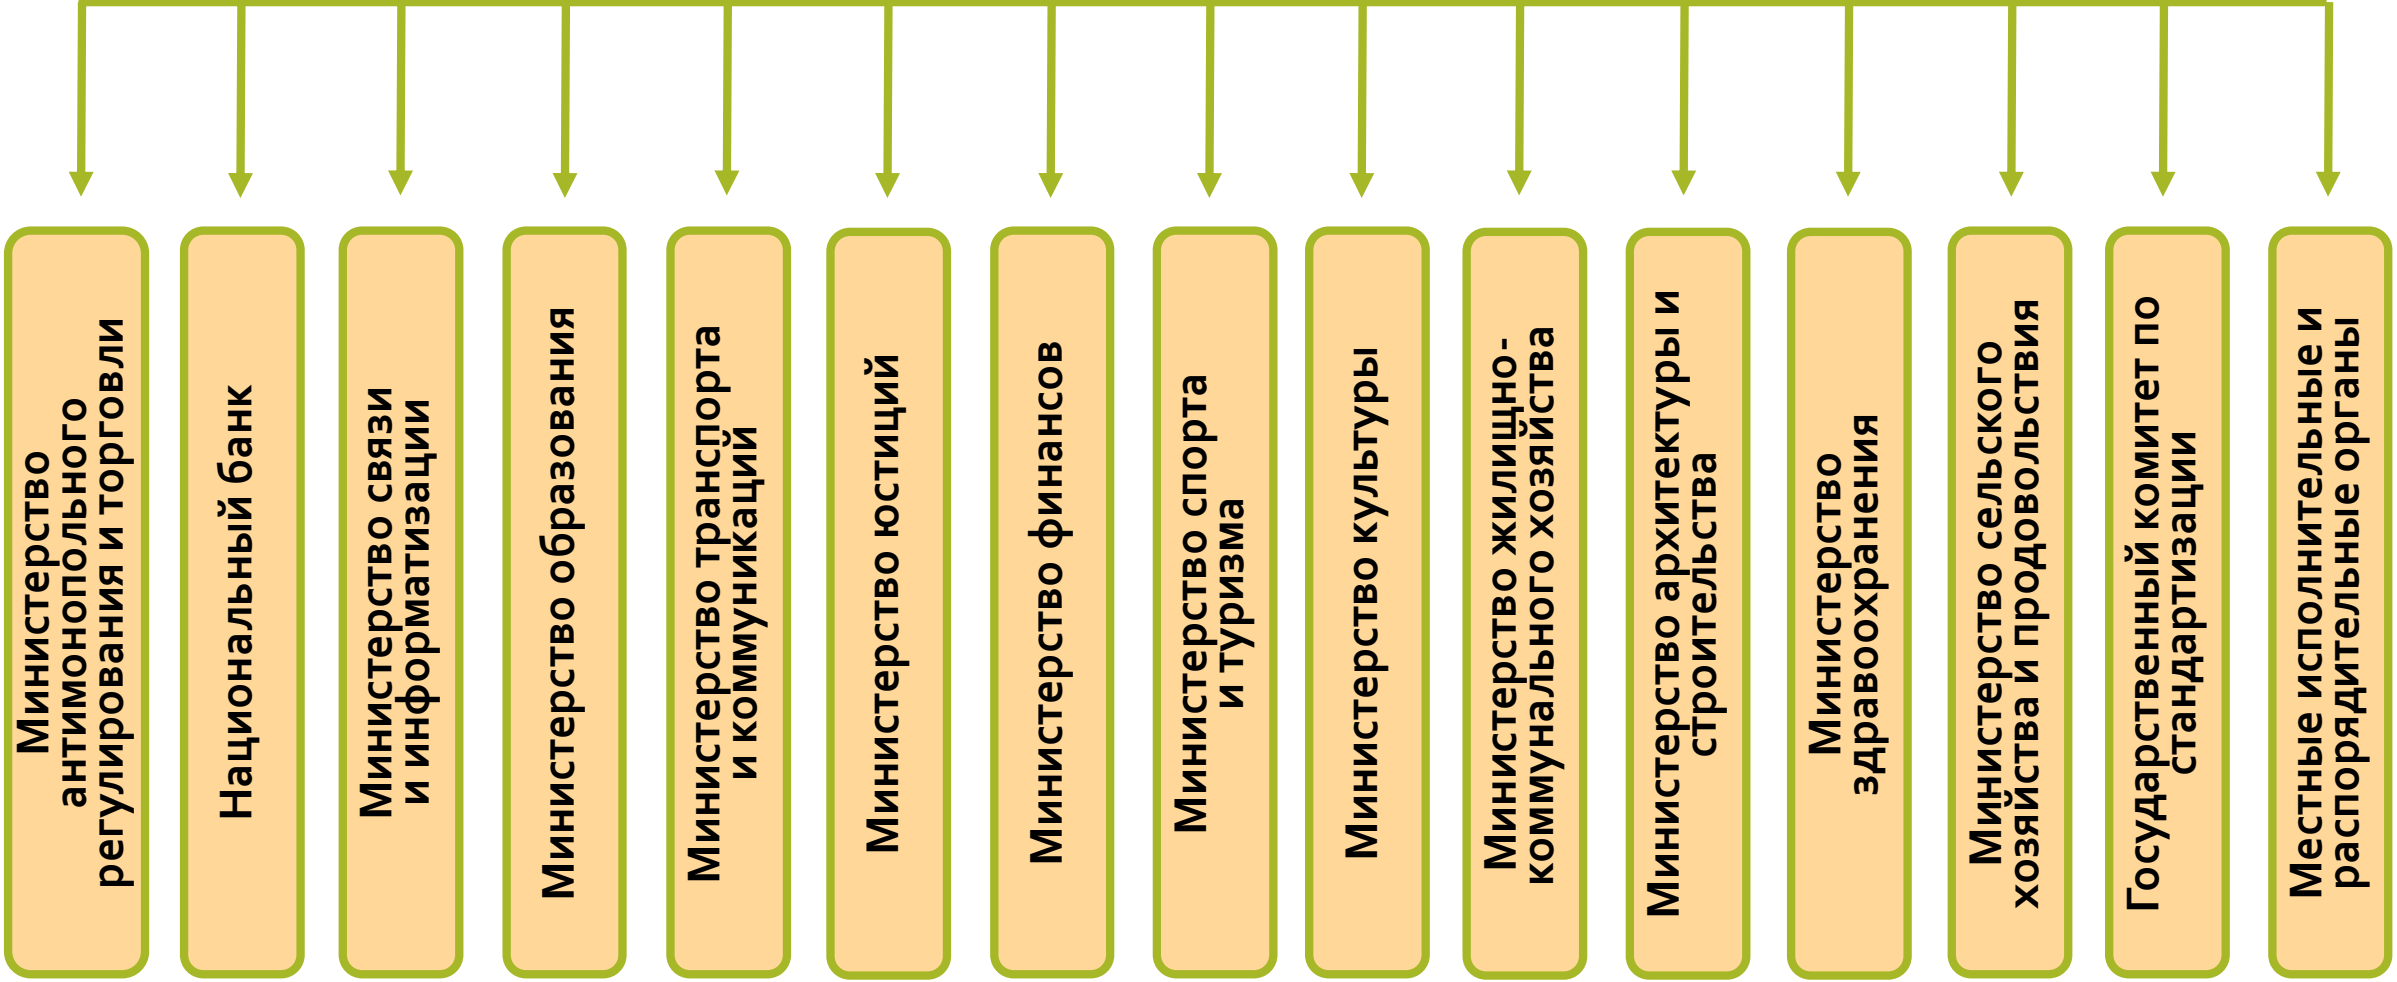 Министерство
антимонопольного
регулирования и торговли
Национальный банк
Министерство связи
и информатизации
Министерство образования
Министерство транспорта
и коммуникаций
Министерство юстиций
Министерство финансов
Министерство спорта
и туризма
Министерство культуры
Министерство жилищно-
коммунального хозяйства
Министерство архитектуры и
строительства
Министерство
здравоохранения
Министерство сельского
хозяйства и продовольствия
Государственный комитет по
стандартизации
Местные исполнительные и
распорядительные органы